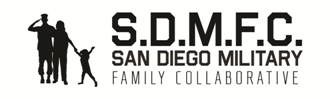 S.D.M.F.C.
SAN DIEGO MILITARY
FAMILY COLLABORATIVE